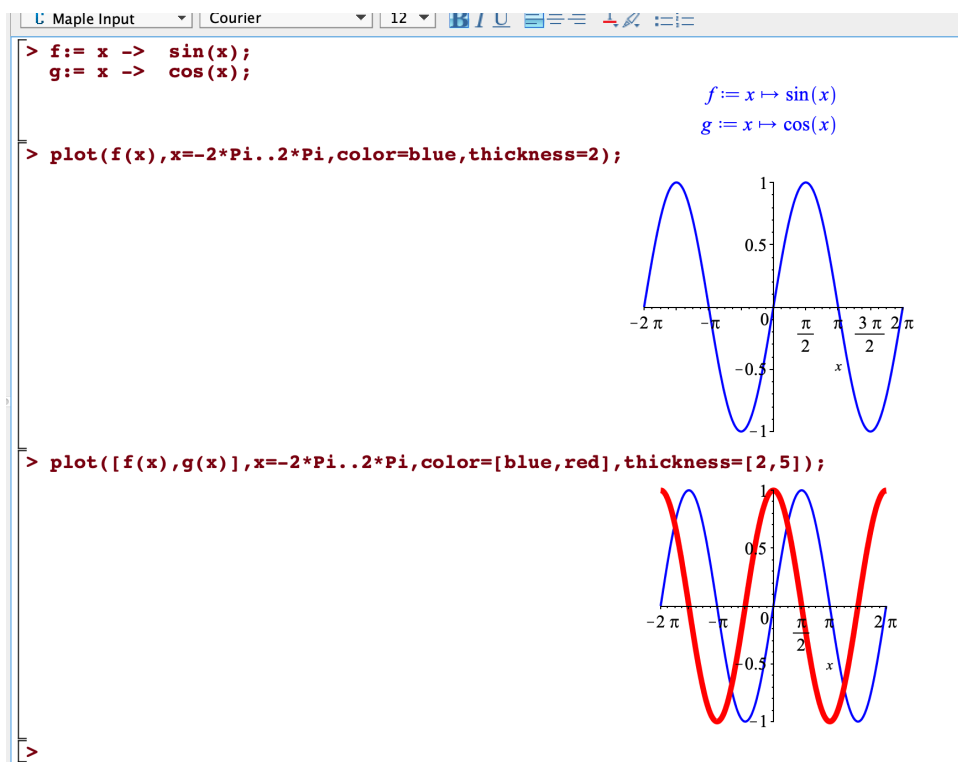 Maple Input Courier 12 B I U
> f:= x -> sin(x);
g:= x -> cos(x);
f := x ↦ sin(x)
g := x ↦ cos(x)
> plot(f(x),x=-2*Pi..2*Pi,color=blue,thickness=2);
1
0.5
−2 π −π 0 π/2 π 3 π/2 2 π
−0.5 x
−1
> plot([f(x),g(x)],x=-2*Pi..2*Pi,color=[blue,red],thickness=[2,5]);
1
0.5
−2 π −π 0 π/2 π 2 π
−0.5 x
−1
>